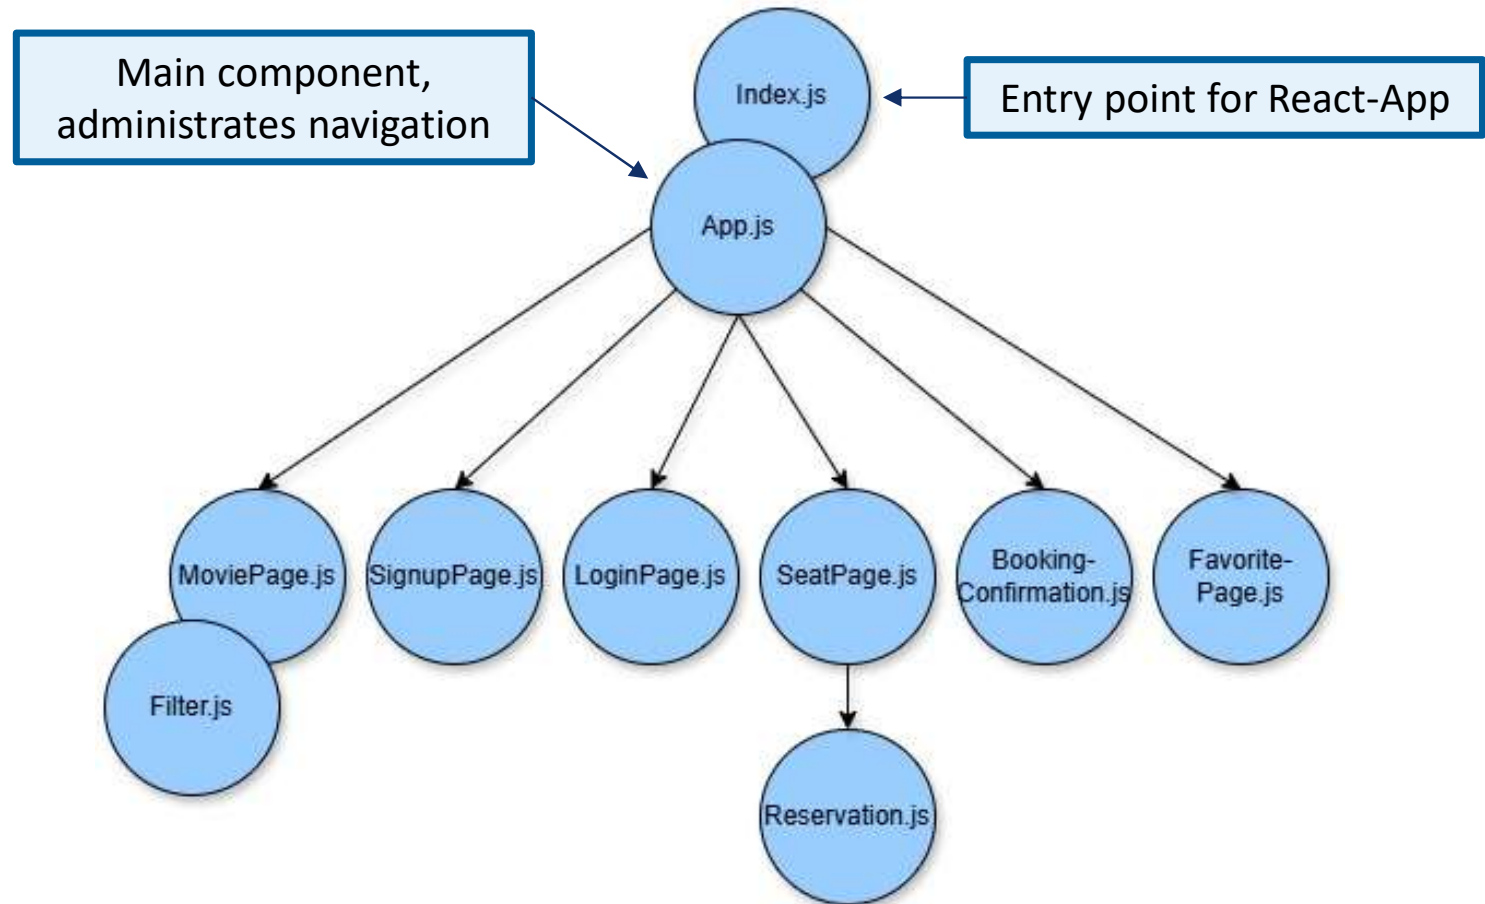 Main component,
administrates navigation
Index.js
Entry point for React-App
App.js
MoviePage.js
SignupPage.js
LoginPage.js
SeatPage.js
Booking-
Confirmation.js
Favorite-
Page.js
Filter.js
Reservation.js